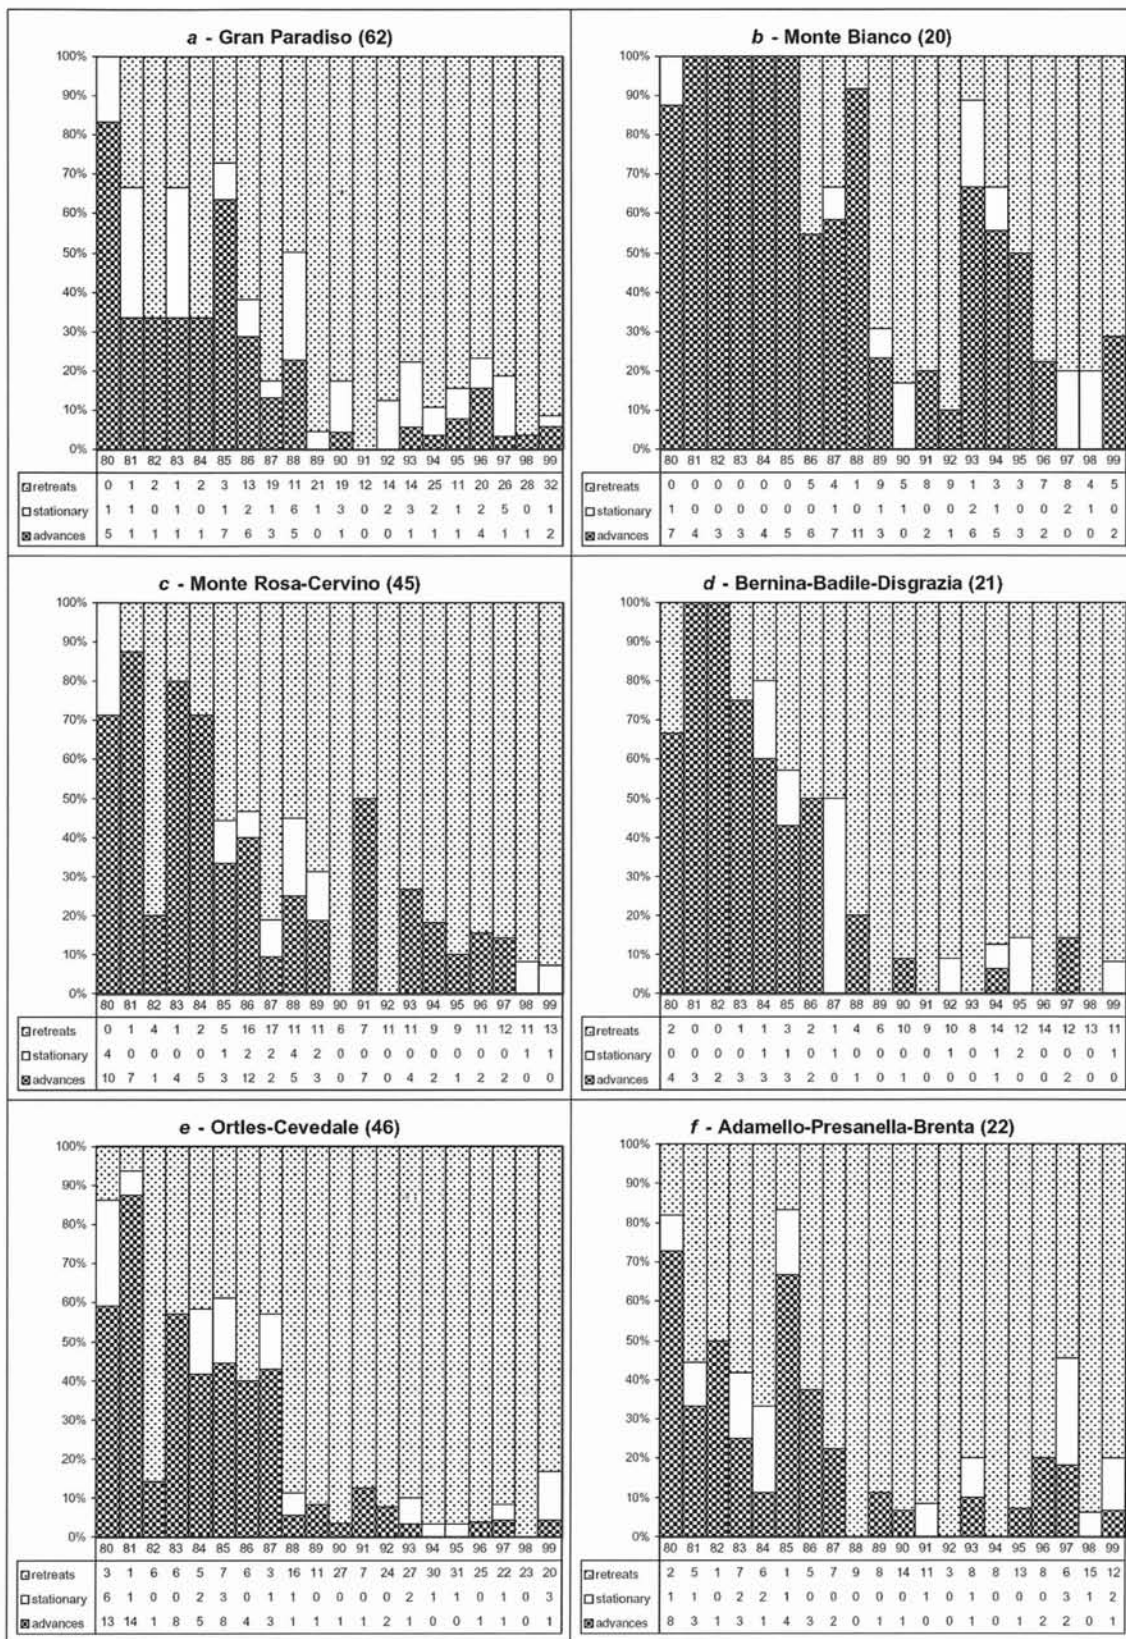 a - Gran Paradiso (62)
100%
90%
80%
70%
60%
50%
40%
30%
20%
10%
0%
80 81 82 83 84 85 86 87 88 89 90 91 92 93 94 95 96 97 98 99
retreats 0 1 2 1 2 3 13 19 11 21 19 12 14 14 25 11 20 26 28 32
stationary 1 1 0 1 0 1 2 1 6 1 3 0 2 3 2 1 2 5 0 1
advances 5 1 1 1 1 7 6 3 5 0 1 0 0 1 1 1 4 1 1 2
b - Monte Bianco (20)
100%
90%
80%
70%
60%
50%
40%
30%
20%
10%
0%
80 81 82 83 84 85 86 87 88 89 90 91 92 93 94 95 96 97 98 99
retreats 0 0 0 0 0 0 5 4 1 9 5 8 9 1 3 3 7 8 4 5
stationary 1 0 0 0 0 0 0 1 0 1 1 0 0 2 1 0 0 2 1 0
advances 7 4 3 3 4 5 6 7 11 3 0 2 1 6 5 3 2 0 0 2
c - Monte Rosa-Cervino (45)
100%
90%
80%
70%
60%
50%
40%
30%
20%
10%
0%
80 81 82 83 84 85 86 87 88 89 90 91 92 93 94 95 96 97 98 99
retreats 0 1 4 1 2 5 16 17 11 11 6 7 11 11 9 9 11 12 11 13
stationary 4 0 0 0 0 1 2 2 4 2 0 0 0 0 0 0 0 0 1 1
advances 10 7 1 4 5 3 12 2 5 3 0 7 0 4 2 1 2 2 0 0
d - Bernina-Badile-Disgrazia (21)
100%
90%
80%
70%
60%
50%
40%
30%
20%
10%
0%
80 81 82 83 84 85 86 87 88 89 90 91 92 93 94 95 96 97 98 99
retreats 2 0 0 1 1 3 2 1 4 6 10 9 10 8 14 12 14 12 13 11
stationary 0 0 0 0 1 1 0 1 0 0 0 0 1 0 1 2 0 0 0 1
advances 4 3 2 3 3 3 2 0 1 0 1 0 0 0 1 0 0 2 0 0
e - Ortles-Cevedale (46)
100%
90%
80%
70%
60%
50%
40%
30%
20%
10%
0%
80 81 82 83 84 85 86 87 88 89 90 91 92 93 94 95 96 97 98 99
retreats 3 1 6 6 5 7 6 3 16 11 27 7 24 27 30 31 25 22 23 20
stationary 6 1 0 0 2 3 0 1 1 0 0 0 0 2 1 1 0 1 0 3
advances 13 14 1 8 5 8 4 3 1 1 1 1 2 1 0 0 1 1 0 1
f - Adamello-Presanella-Brenta (22)
100%
90%
80%
70%
60%
50%
40%
30%
20%
10%
0%
80 81 82 83 84 85 86 87 88 89 90 91 92 93 94 95 96 97 98 99
retreats 2 5 1 7 6 1 5 7 9 8 14 11 3 8 8 13 8 6 15 12
stationary 1 1 0 2 2 1 0 0 0 0 0 1 0 1 0 0 0 3 1 2
advances 8 3 1 3 1 4 3 2 0 1 1 0 0 1 0 1 2 2 0 1